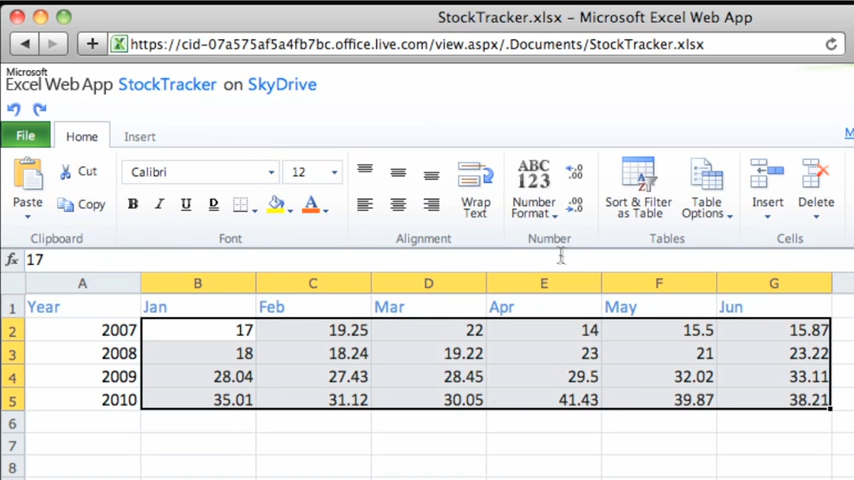 StockTracker.xlsx – Microsoft Excel Web App
https://cid-07a575af5a4fb7bc.office.live.com/view.aspx/.Documents/StockTracker.xlsx
Microsoft
Excel Web App StockTracker on SkyDrive
File Home Insert
Cut
Copy
Paste
Clipboard
Calibri 12
B I U D
A
Font
Wrap Text
Alignment
ABC 123
Number Format
.00
.00
Number
Sort & Filter as Table
Table Options
Tables
Insert
Delete
Cells
fx 17
A B C D E F G
1 Year Jan Feb Mar Apr May Jun
2 2007 17 19.25 22 14 15.5 15.87
3 2008 18 18.24 19.22 23 21 23.22
4 2009 28.04 27.43 28.45 29.5 32.02 33.11
5 2010 35.01 31.12 30.05 41.43 39.87 38.21
6
7
8